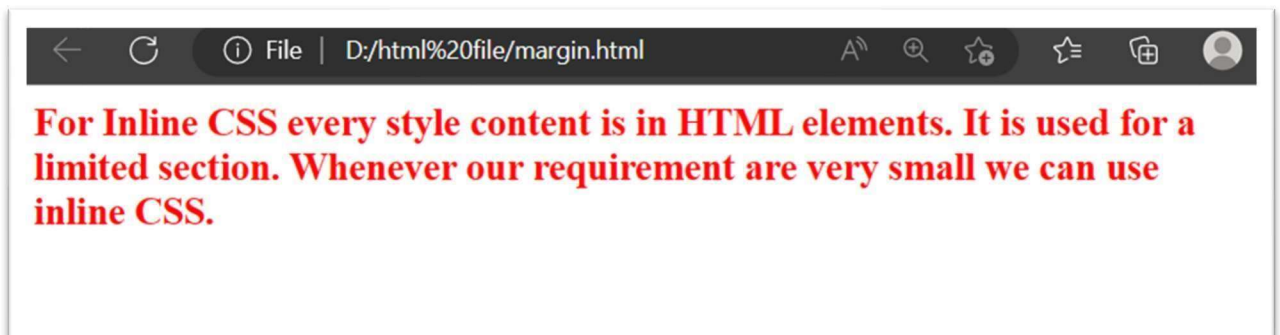 File | D:/html%20file/margin.html
For Inline CSS every style content is in HTML elements. It is used for a
limited section. Whenever our requirement are very small we can use
inline CSS.